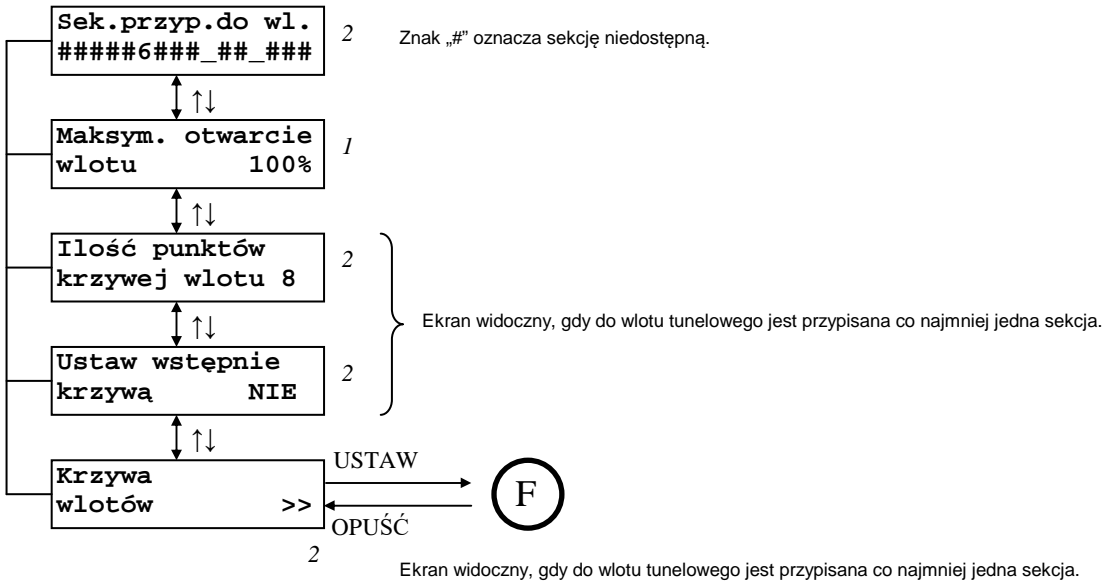 Sek.przyp.do wl.
#####6###_##_###
2
Znak „#” oznacza sekcję niedostępną.
↑↓
Maksym. otwarcie
wlotu 100%
1
↑↓
Ilość punktów
krzywej wlotu 8
2
Ekran widoczny, gdy do wlotu tunelowego jest przypisana co najmniej jedna sekcja.
↑↓
Ustaw wstępnie
krzywą NIE
2
↑↓
Krzywa
wlotów >>
USTAW
OPUŚĆ
F
2
Ekran widoczny, gdy do wlotu tunelowego jest przypisana co najmniej jedna sekcja.